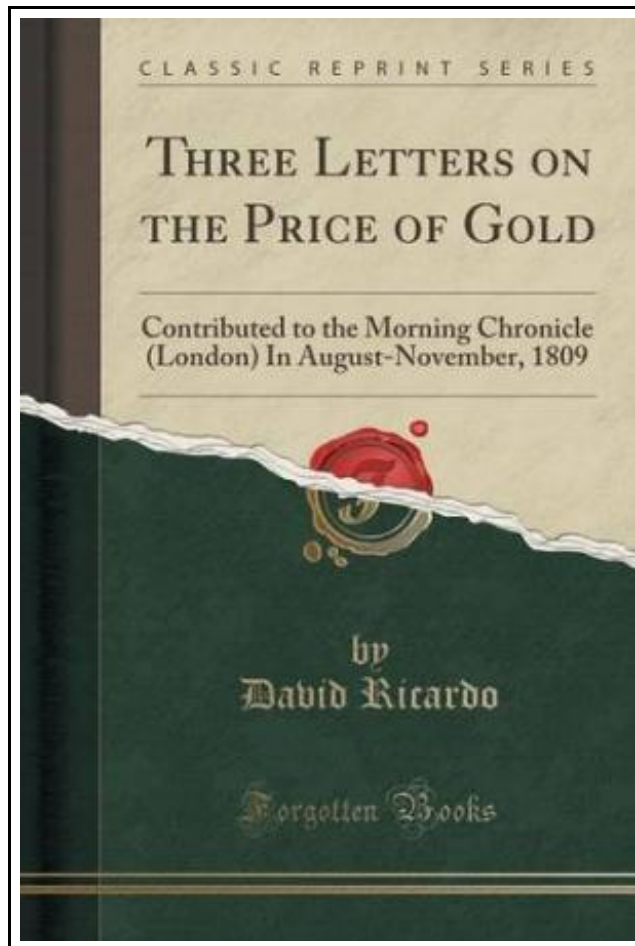 CLASSIC REPRINT SERIES
THREE LETTERS ON
THE PRICE OF GOLD
Contributed to the Morning Chronicle
(London) In August-November, 1809
F
by
David Ricardo
Forgotten Books